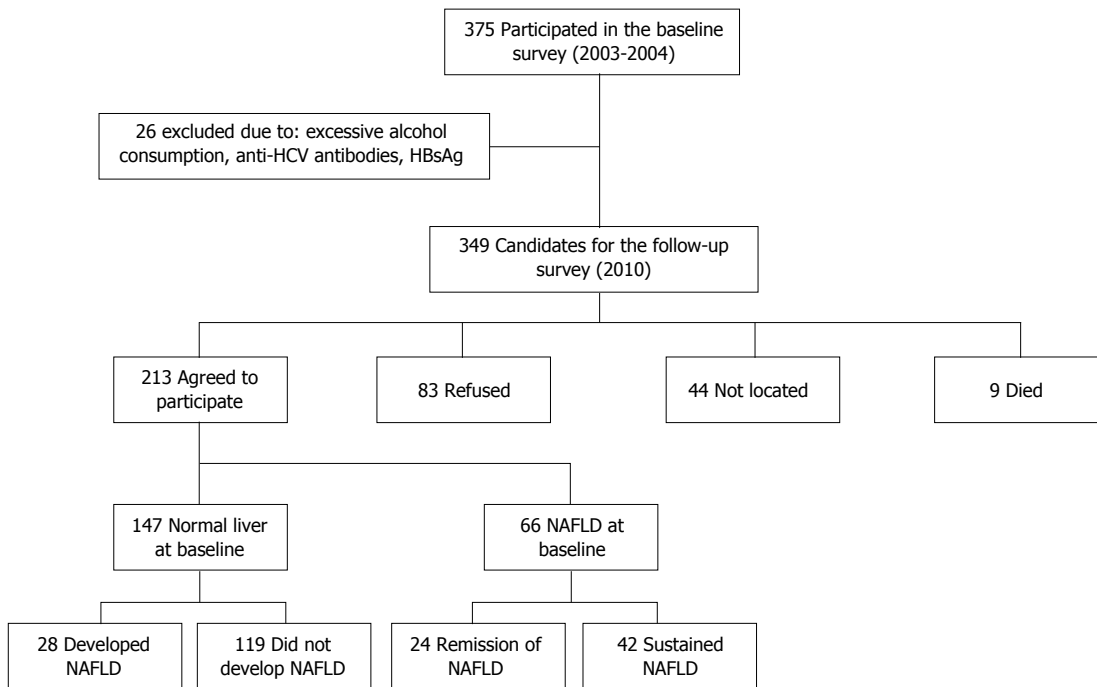 375 Participated in the baseline
survey (2003-2004)
26 excluded due to: excessive alcohol
consumption, anti-HCV antibodies, HBsAg
349 Candidates for the follow-up
survey (2010)
213 Agreed to
participate
83 Refused
44 Not located
9 Died
147 Normal liver
at baseline
66 NAFLD at
baseline
28 Developed
NAFLD
119 Did not
develop NAFLD
24 Remission of
NAFLD
42 Sustained
NAFLD